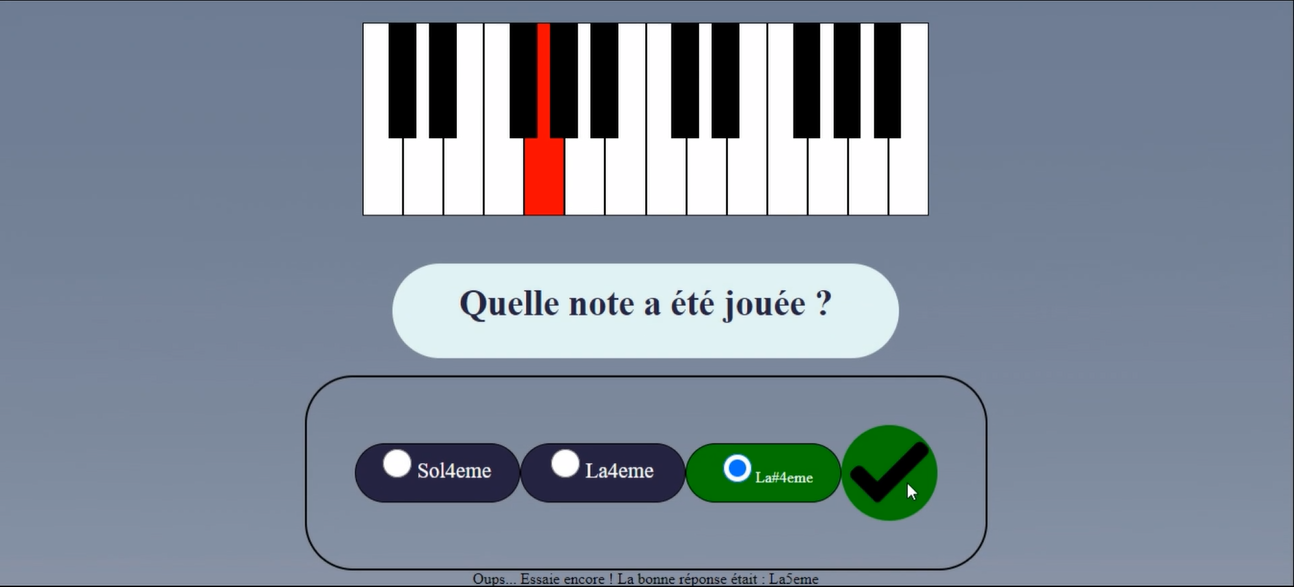 Quelle note a été jouée ?
Sol4eme La4eme La#4eme
Oups... Essaie encore ! La bonne réponse était : La5eme